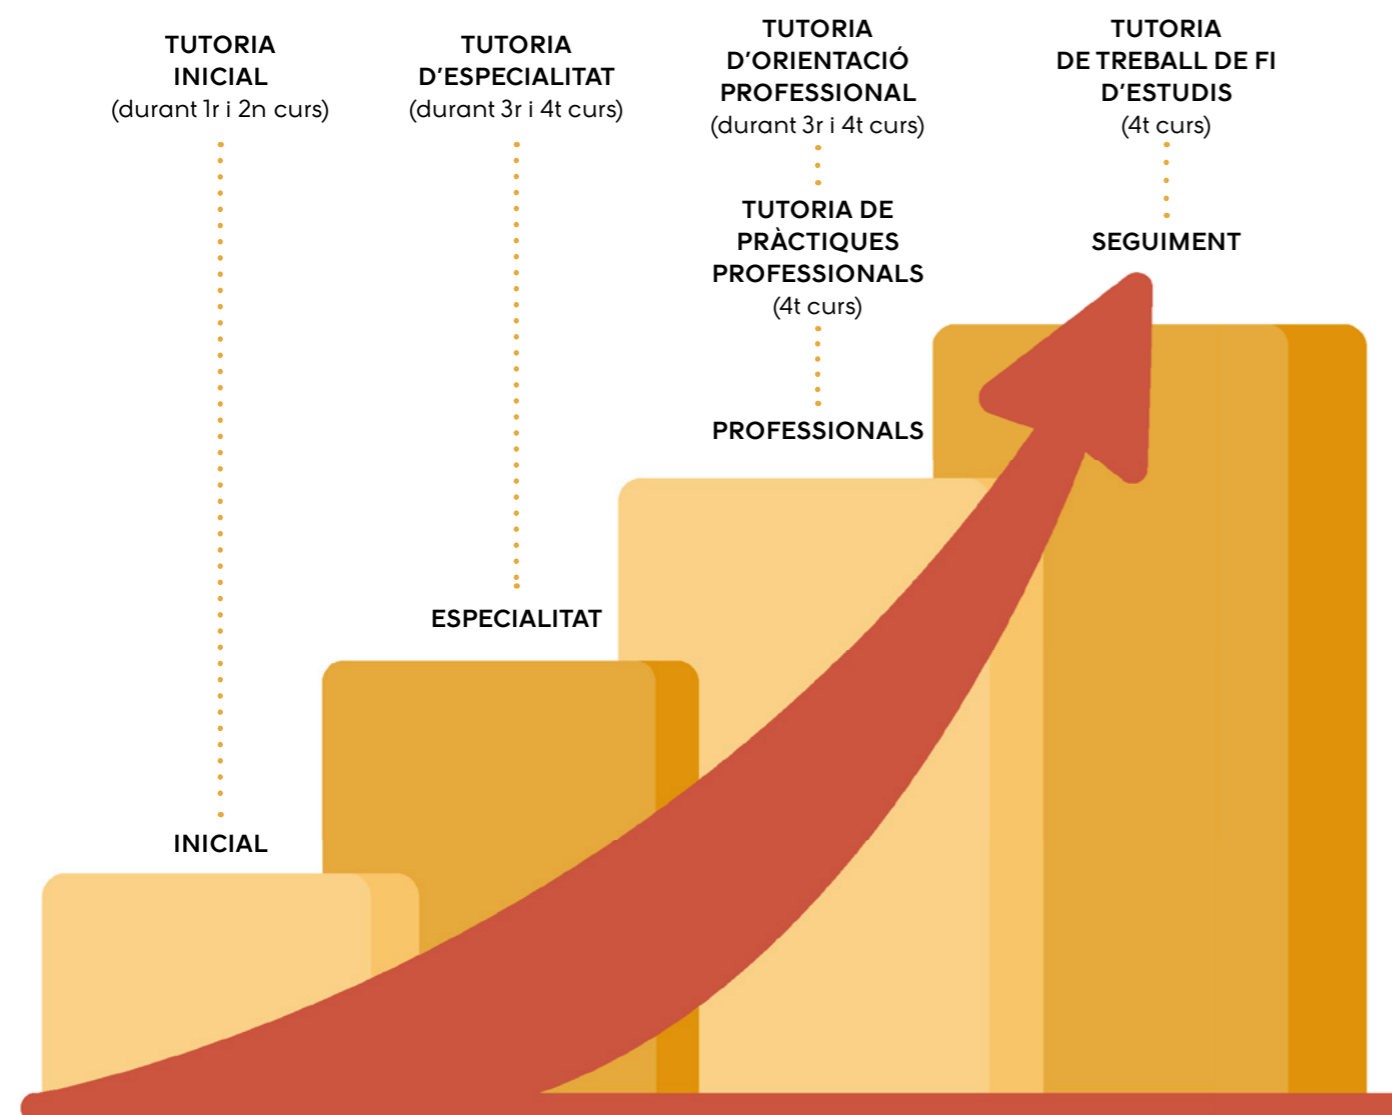 TUTORIA
INICIAL
(durant 1r i 2n curs)
INICIAL
TUTORIA
D'ESPECIALITAT
(durant 3r i 4t curs)
ESPECIALITAT
TUTORIA
D'ORIENTACIÓ
PROFESSIONAL
(durant 3r i 4t curs)
TUTORIA DE
PRÀCTIQUES
PROFESSIONALS
(4t curs)
PROFESSIONALS
TUTORIA
DE TREBALL DE FI
D'ESTUDIS
(4t curs)
SEGUIMENT